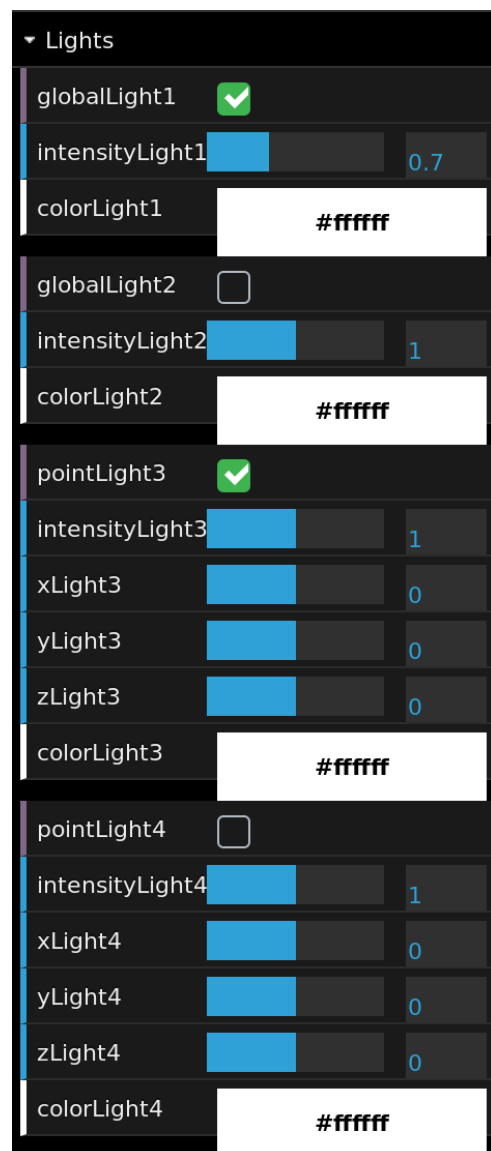 Lights
globalLight1
intensityLight1 0.7
colorLight1 #ffffff
globalLight2
intensityLight2 1
colorLight2 #ffffff
pointLight3
intensityLight3 1
xLight3 0
yLight3 0
zLight3 0
colorLight3 #ffffff
pointLight4
intensityLight4 1
xLight4 0
yLight4 0
zLight4 0
colorLight4 #ffffff